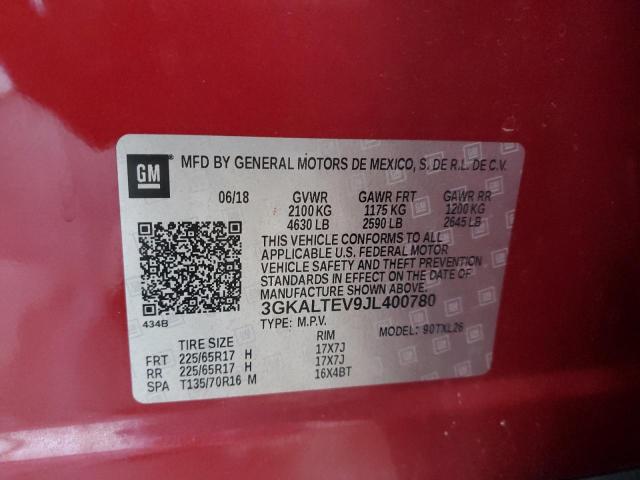 GM
MFD BY GENERAL MOTORS DE MEXICO, S. DE R.L. DE C.V.
06/18 GVWR GAWR FRT GAWR RR
2100 KG 1175 KG 1200 KG
4630 LB 2590 LB 2645 LB
THIS VEHICLE CONFORMS TO ALL
APPLICABLE U.S. FEDERAL MOTOR
VEHICLE SAFETY AND THEFT PREVENTION
STANDARDS IN EFFECT ON THE DATE OF
MANUFACTURE SHOWN ABOVE.
3GKALTEV9JL400780
434B TYPE: M.P.V. MODEL: 90TXL26
TIRE SIZE RIM
FRT 225/65R17 H 17X7J
RR 225/65R17 H 17X7J
SPA T135/70R16 M 16X4BT